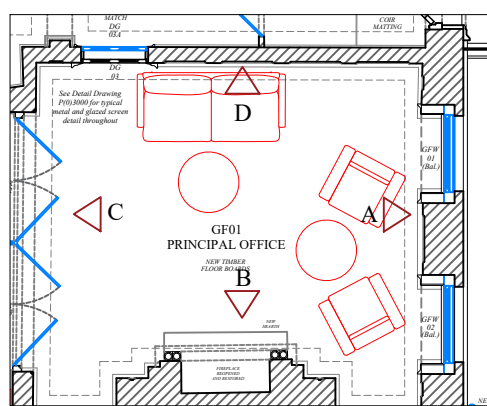 MATCH
DG
03A
COIR
MATTING
DG
03
See Detail Drawing
P(0)3000 for typical
metal and glazed screen
detail throughout
D
GFW
01
(Bal.)
C
A
GF01
PRINCIPAL OFFICE
NEW TIMBER
FLOOR BOARDS
B
NEW
HEARTH
GFW
02
(Bal.)
FIREPLACE
REOPENED
AND RESTORED
NE